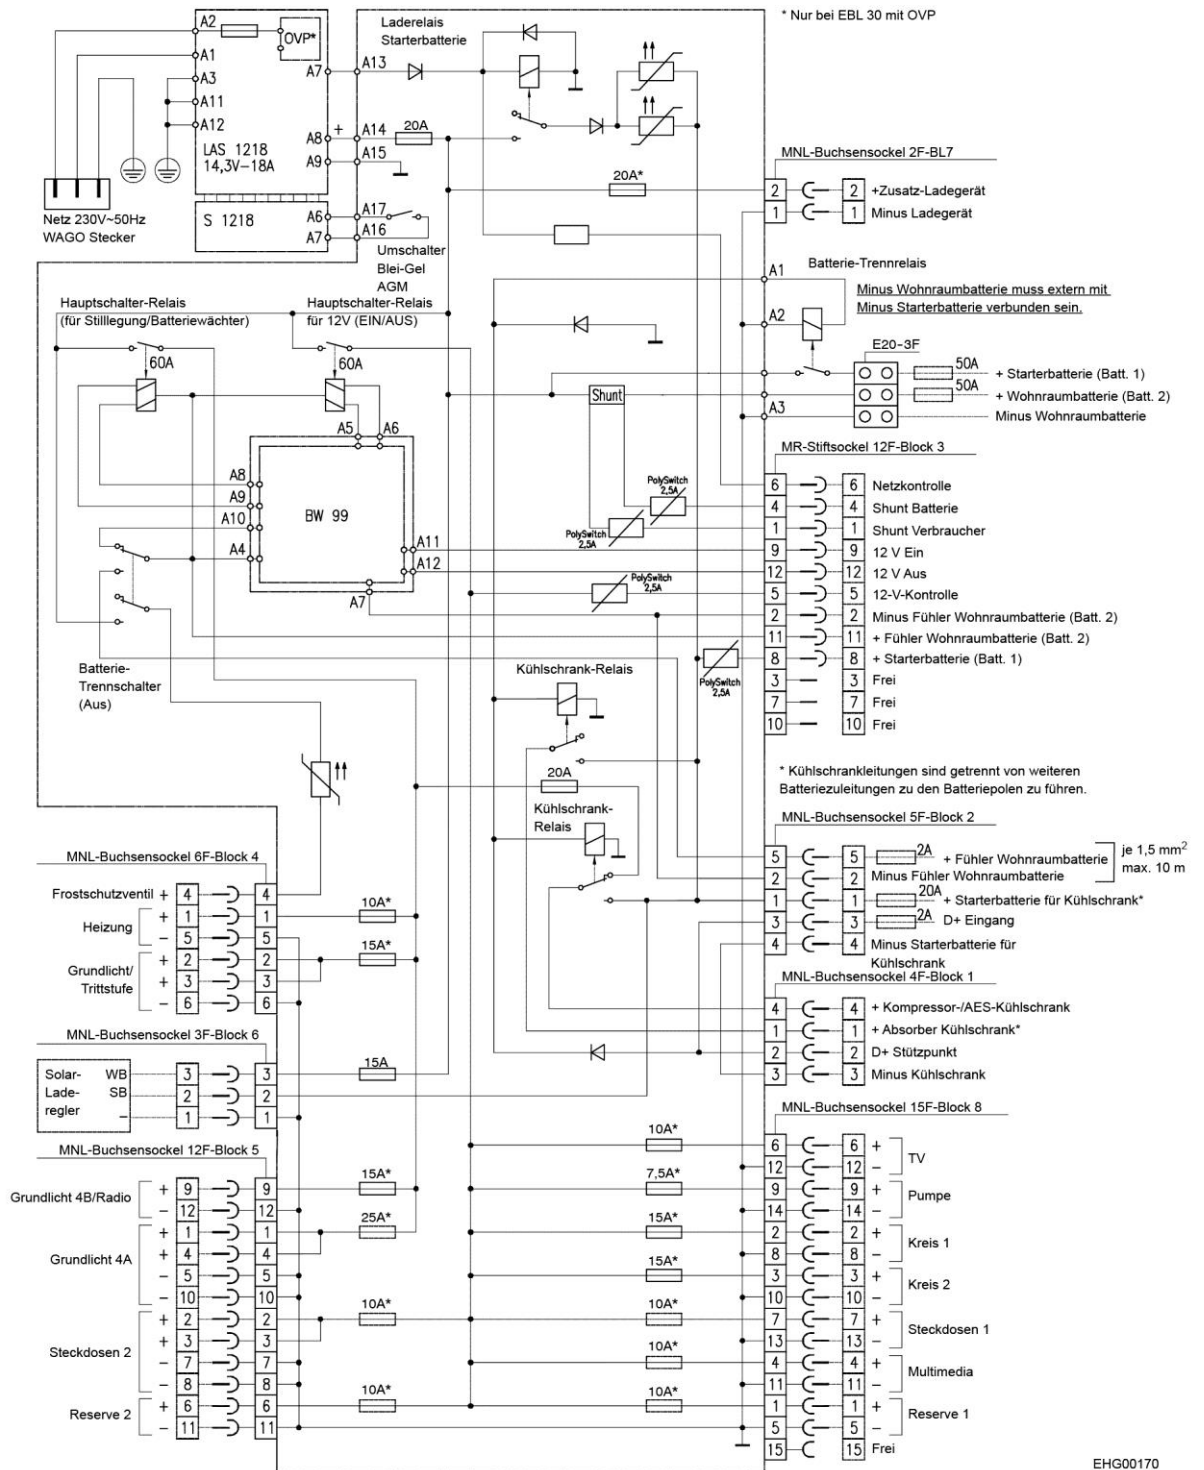 * Nur bei EBL 30 mit OVP
A2
OVP*
A1
A3
A11
A12
A7
A13
A8
+
A14
20A
A9
A15
LAS 1218
14,3V-18A
Laderelais
Starterbatterie
S 1218
A6
A17
A7
A16
Umschalter
Blei-Gel
AGM
Netz 230V~50Hz
WAGO Stecker
MNL-Buchsensockel 2F-BL7
20A*
2 2 +Zusatz-Ladegerät
1 1 Minus Ladegerät
A1
Batterie-Trennrelais
Minus Wohnraumbatterie muss extern mit
Minus Starterbatterie verbunden sein.
A2
E20-3F
50A
+ Starterbatterie (Batt. 1)
50A
+ Wohnraumbatterie (Batt. 2)
A3
Minus Wohnraumbatterie
Shunt
Hauptschalter-Relais
(für Stilllegung/Batteriewächter)
60A
Hauptschalter-Relais
für 12V (EIN/AUS)
60A
A5
A6
A8
A9
A10
A4
BW 99
A11
A12
A7
Batterie-
Trennschalter
(Aus)
MR-Stiftsockel 12F-Block 3
6 6 Netzkontrolle
PolySwitch
2,5A
4 4 Shunt Batterie
PolySwitch
2,5A
1 1 Shunt Verbraucher
9 9 12 V Ein
12 12 12 V Aus
PolySwitch
2,5A
5 5 12-V-Kontrolle
2 2 Minus Fühler Wohnraumbatterie (Batt. 2)
11 11 + Fühler Wohnraumbatterie (Batt. 2)
8 8 + Starterbatterie (Batt. 1)
PolySwitch
2,5A
3 3 Frei
7 7 Frei
10 10 Frei
Kühlschrank-Relais
20A
Kühlschrank-
Relais
* Kühlschrankleitungen sind getrennt von weiteren
Batteriezuleitungen zu den Batteriepolen zu führen.
MNL-Buchsensockel 5F-Block 2
5 5 2A + Fühler Wohnraumbatterie
2 2 Minus Fühler Wohnraumbatterie
je 1,5 mm²
max. 10 m
1 1 20A + Starterbatterie für Kühlschrank*
3 3 2A D+ Eingang
4 4 Minus Starterbatterie für
Kühlschrank
MNL-Buchsensockel 4F-Block 1
4 4 + Kompressor-/AES-Kühlschrank
1 1 + Absorber Kühlschrank*
2 2 D+ Stützpunkt
3 3 Minus Kühlschrank
MNL-Buchsensockel 6F-Block 4
Frostschutzventil + 4 4
Heizung
+ 1 1 10A*
– 5 5
Grundlicht/
Trittstufe
+ 2 2 15A*
+ 3 3
– 6 6
MNL-Buchsensockel 3F-Block 6
Solar-
Lade-
regler
WB 3 3 15A
SB 2 2
– 1 1
MNL-Buchsensockel 12F-Block 5
Grundlicht 4B/Radio
+ 9 9 15A*
– 12 12
Grundlicht 4A
+ 1 1 25A*
+ 4 4
– 5 5
– 10 10
Steckdosen 2
+ 2 2 10A*
+ 3 3
– 7 7
– 8 8
Reserve 2
+ 6 6 10A*
– 11 11
MNL-Buchsensockel 15F-Block 8
10A* 6 6 +
12 12 –
TV
7,5A* 9 9 +
14 14 –
Pumpe
15A* 2 2 +
8 8 –
Kreis 1
15A* 3 3 +
10 10 –
Kreis 2
10A* 7 7 +
13 13 –
Steckdosen 1
10A* 4 4 +
11 11 –
Multimedia
10A* 1 1 +
5 5 –
Reserve 1
15 15 Frei
EHG00170